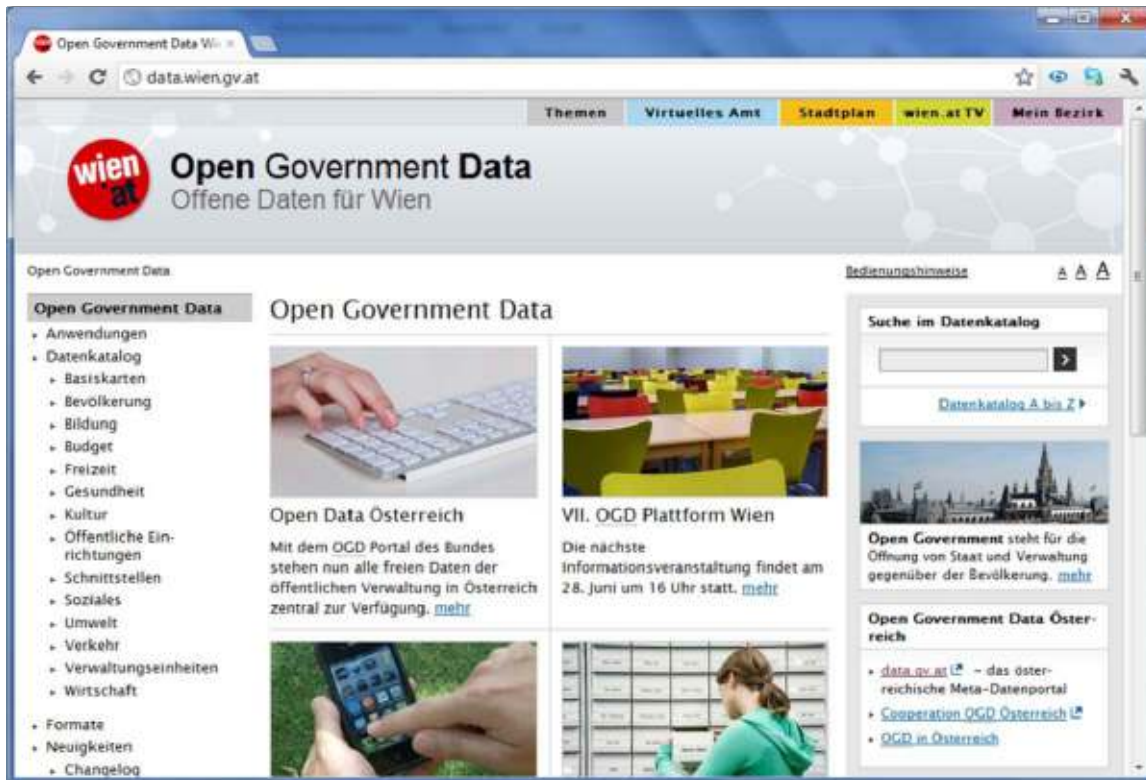 Open Government Data Wi
data.wien.gv.at
Themen
Virtuelles Amt
Stadtplan
wien.at TV
Mein Bezirk
wien
at
Open Government Data
Offene Daten für Wien
Open Government Data
Bedienungshinweise
A A A
Open Government Data
Anwendungen
Datenkatalog
Basiskarten
Bevölkerung
Bildung
Budget
Freizeit
Gesundheit
Kultur
Öffentliche Ein-
richtungen
Schnittstellen
Soziales
Umwelt
Verkehr
Verwaltungseinheiten
Wirtschaft
Formate
Neuigkeiten
Changelog
Open Government Data
Open Data Österreich
Mit dem OGD Portal des Bundes
stehen nun alle freien Daten der
öffentlichen Verwaltung in Österreich
zentral zur Verfügung. mehr
VII. OGD Plattform Wien
Die nächste
Informationsveranstaltung findet am
28. Juni um 16 Uhr statt. mehr
Suche im Datenkatalog
Datenkatalog A bis Z
Open Government steht für die
Öffnung von Staat und Verwaltung
gegenüber der Bevölkerung. mehr
Open Government Data Öster-
reich
data.gv.at – das öster-
reichische Meta-Datenportal
Cooperation OGD Österreich
OGD in Österreich